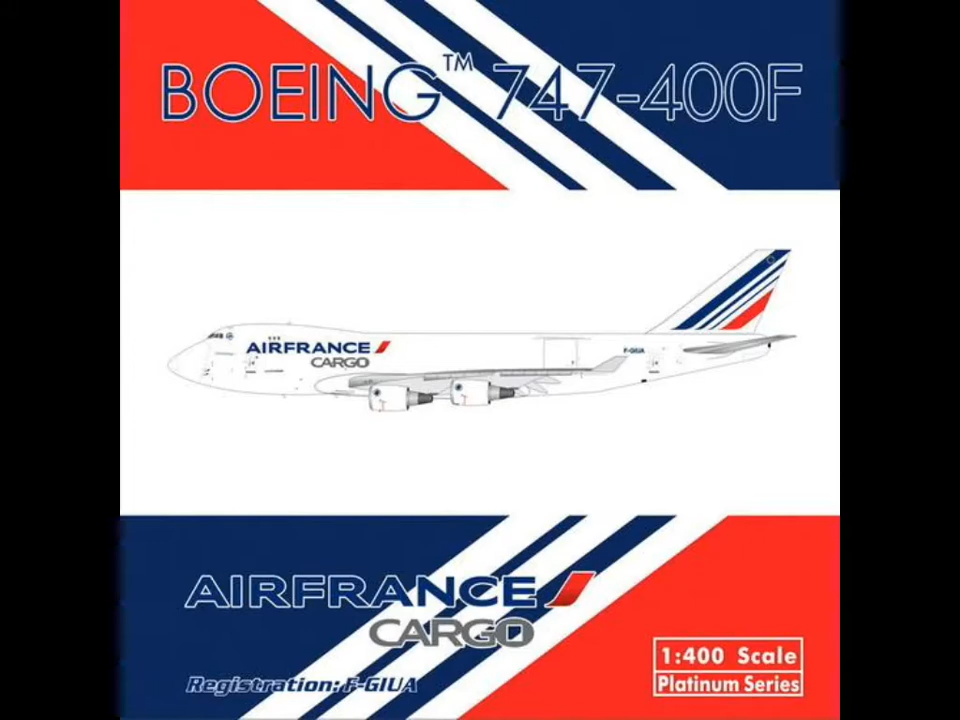 BOEING™ 747-400F
AIRFRANCE
CARGO
F-GIUA
AIRFRANCE
CARGO
Registration: F-GIUA
1:400 Scale
Platinum Series